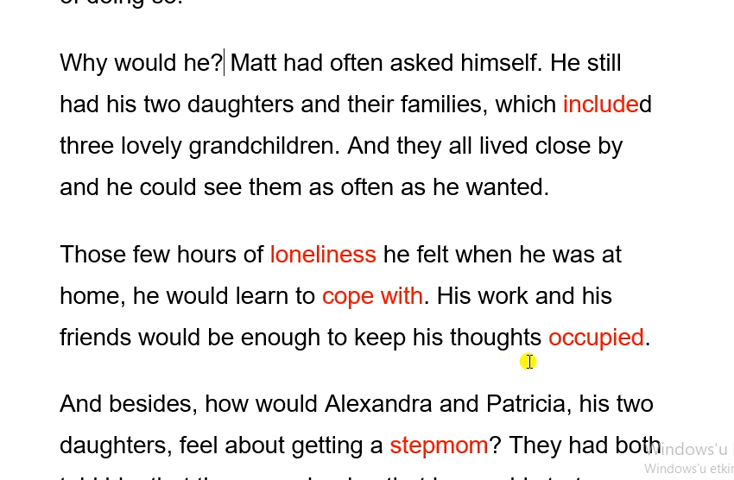 of doing so.
Why would he? Matt had often asked himself. He still
had his two daughters and their families, which included
three lovely grandchildren. And they all lived close by
and he could see them as often as he wanted.
Those few hours of loneliness he felt when he was at
home, he would learn to cope with. His work and his
friends would be enough to keep his thoughts occupied.
And besides, how would Alexandra and Patricia, his two
daughters, feel about getting a stepmom? They had both
Windows'u
Windows'u etkin